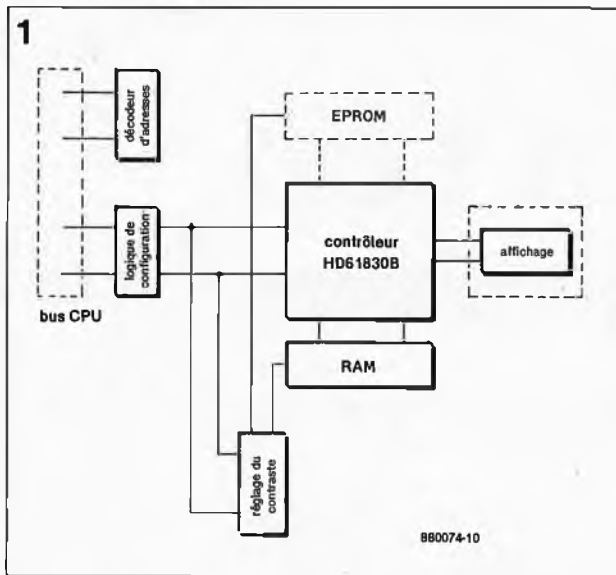 1
décodeur
d'adresses
EPROM
logique de
configuration
contrôleur
HD61830B
affichage
bus CPU
RAM
réglage du
contraste
880074-10